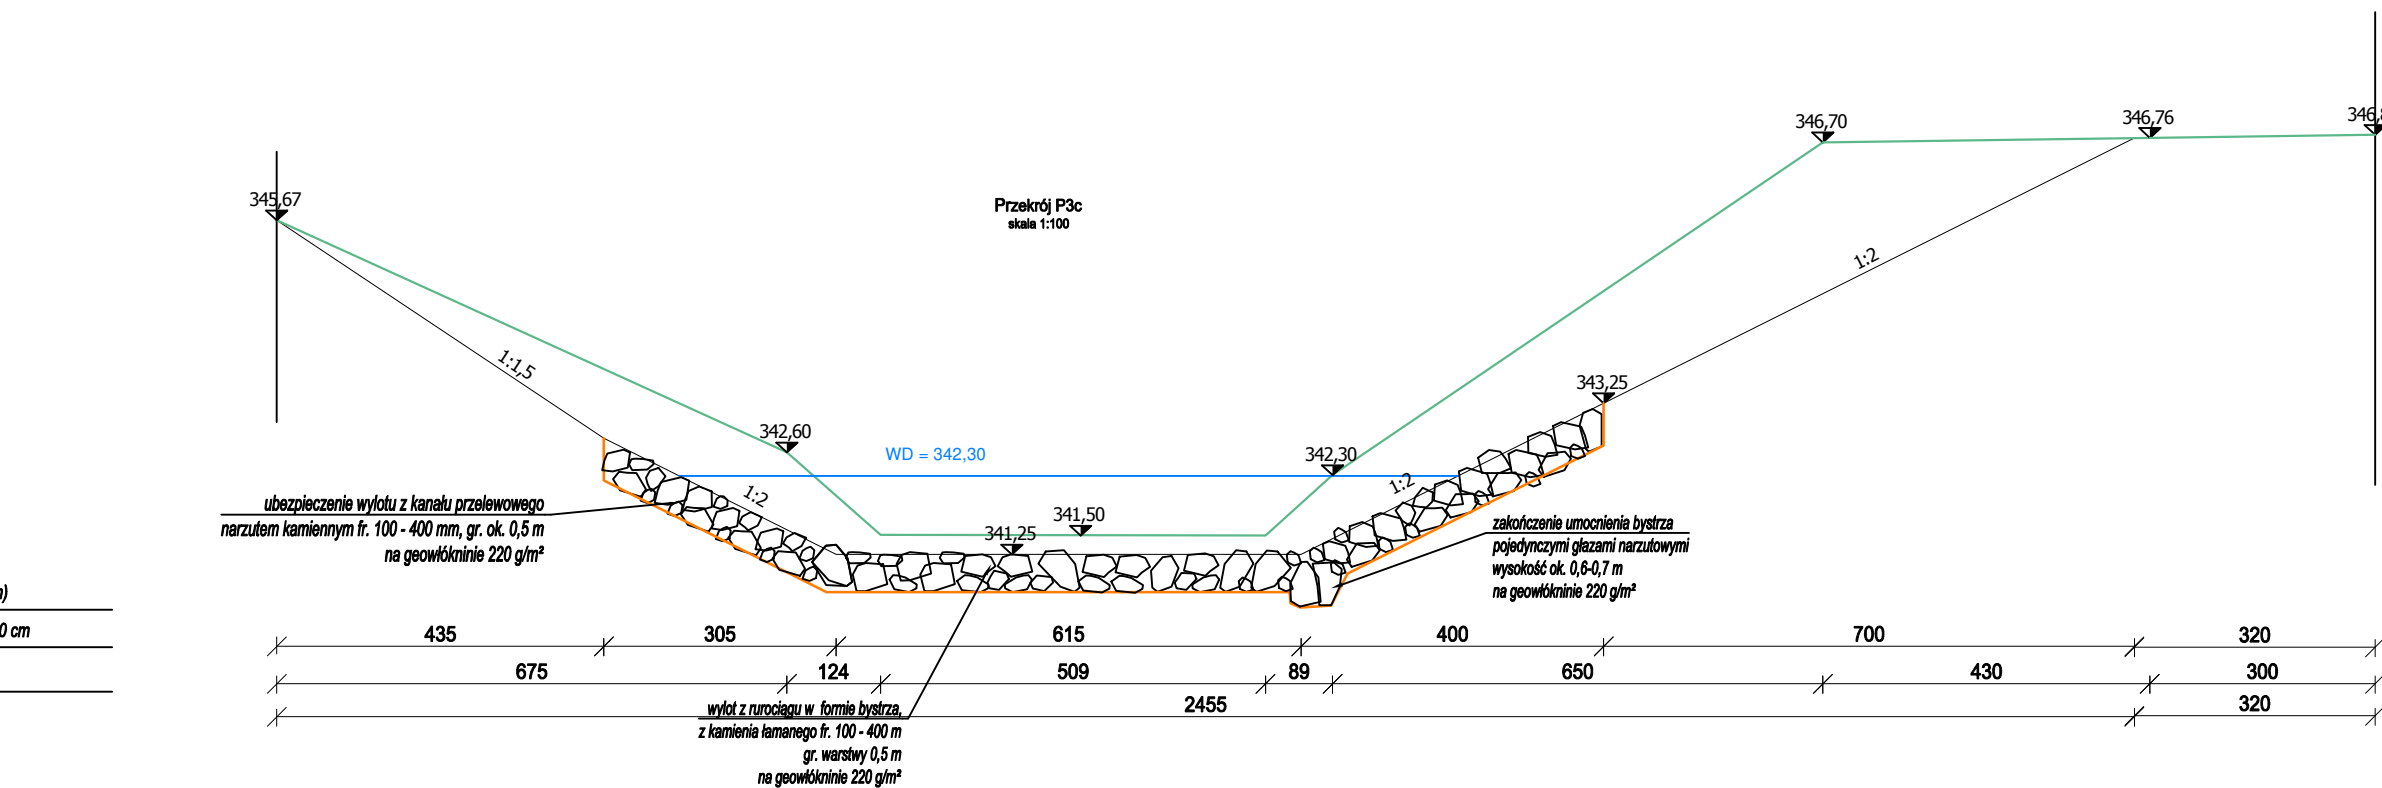 346,8
346,76
346,70
345,67
Przekrój P3c
skala 1:100
1:2
1:1,5
343,25
342,60
WD = 342,30
342,30
1:2
1:2
ubezpieczenie wylotu z kanału przelewowego
narzutem kamiennym fr. 100 - 400 mm, gr. ok. 0,5 m
na geowłókninie 220 g/m²
341,50
341,25
zakończenie umocnienia bystrza
pojedynczymi głazami narzutowymi
wysokość ok. 0,6-0,7 m
na geowłókninie 220 g/m²
0 cm
435 305 615 400 700 320
675 124 509 89 650 430 300
2455 320
wylot z rurociągu w formie bystrza,
z kamienia łamanego fr. 100 - 400 m
gr. warstwy 0,5 m
na geowłókninie 220 g/m²